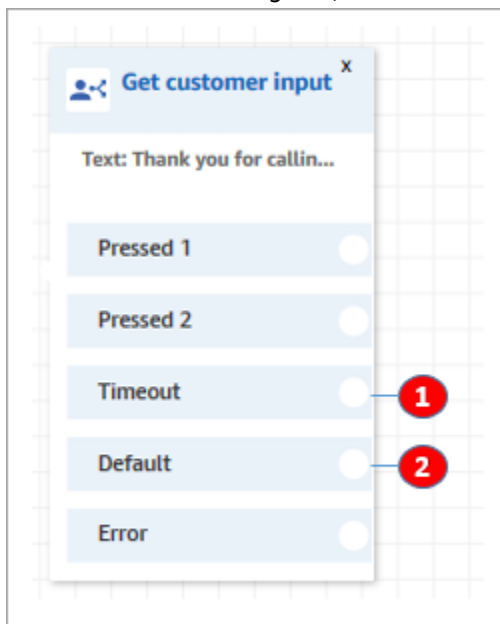 Get customer input x
Text: Thank you for callin...
Pressed 1
Pressed 2
Timeout 1
Default 2
Error